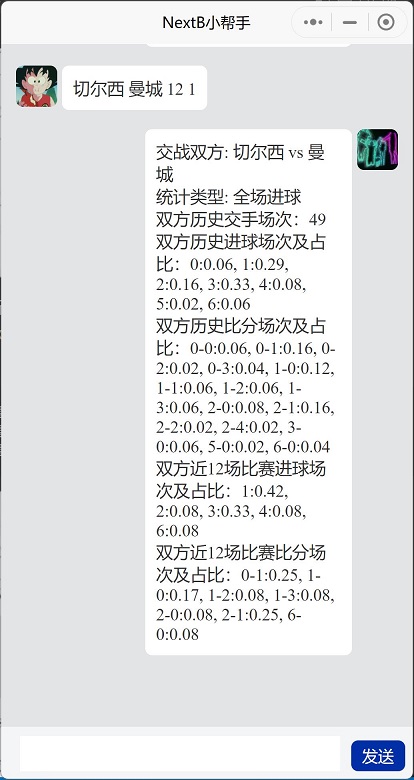 NextB小帮手
切尔西 曼城 12 1
交战双方: 切尔西 vs 曼
城
统计类型: 全场进球
双方历史交手场次：49
双方历史进球场次及占
比：0:0.06, 1:0.29,
2:0.16, 3:0.33, 4:0.08,
5:0.02, 6:0.06
双方历史比分场次及占
比：0-0:0.06, 0-1:0.16, 0-
2:0.02, 0-3:0.04, 1-0:0.12,
1-1:0.06, 1-2:0.06, 1-
3:0.06, 2-0:0.08, 2-1:0.16,
2-2:0.02, 2-4:0.02, 3-
0:0.06, 5-0:0.02, 6-0:0.04
双方近12场比赛进球场
次及占比：1:0.42,
2:0.08, 3:0.33, 4:0.08,
6:0.08
双方近12场比赛比分场
次及占比：0-1:0.25, 1-
0:0.17, 1-2:0.08, 1-3:0.08,
2-0:0.08, 2-1:0.25, 6-
0:0.08
发送